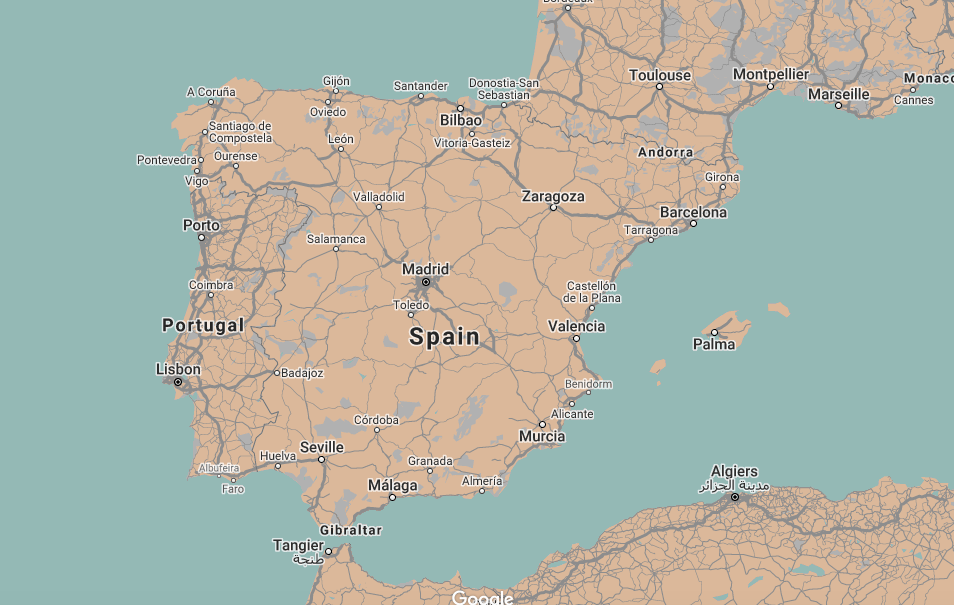 Bordeaux
Toulouse
Montpellier
Monaco
Marseille
Cannes
A Coruña
Gijón
Santander
Donostia-San
Sebastian
Oviedo
Bilbao
Santiago de
Compostela
León
Vitoria-Gasteiz
Andorra
Pontevedra
Ourense
Vigo
Girona
Valladolid
Zaragoza
Barcelona
Porto
Tarragona
Salamanca
Madrid
Coimbra
Castellón
de la Plana
Toledo
Portugal
Spain
Valencia
Palma
Lisbon
Badajoz
Benidorm
Alicante
Córdoba
Murcia
Seville
Huelva
Granada
Albufeira
Faro
Málaga
Almería
Algiers
مدينة الجزائر
Gibraltar
Tangier
طنجة
Google